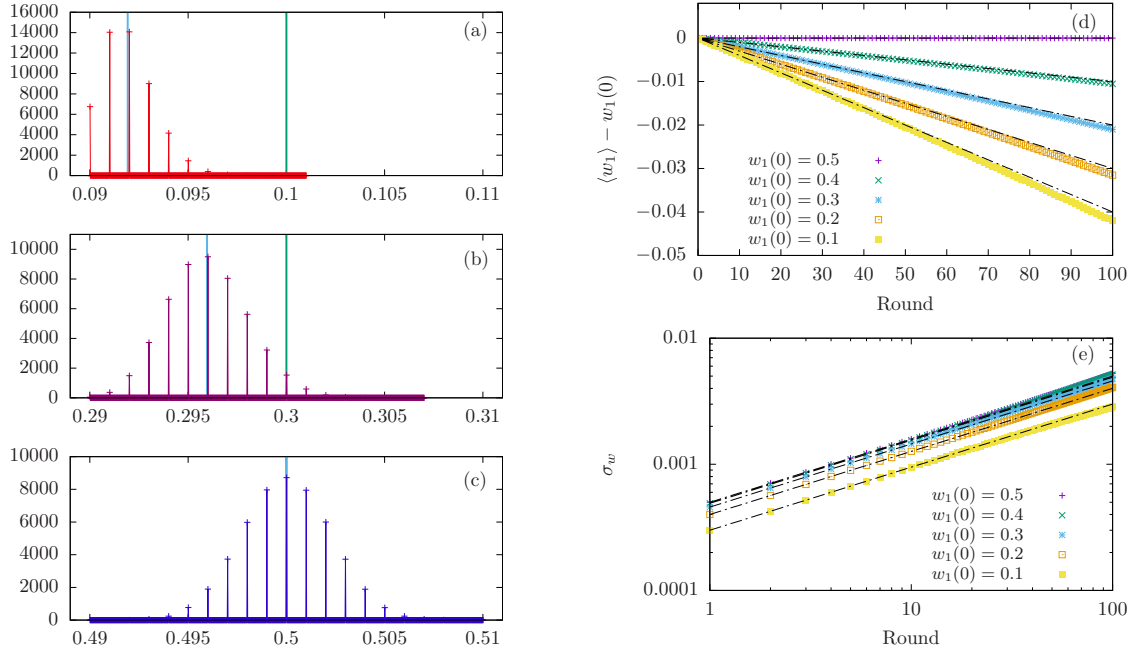 16000
14000
12000
10000
8000
6000
4000
2000
0
(a)
0.09 0.095 0.1 0.105 0.11
10000
8000
6000
4000
2000
0
(b)
0.29 0.295 0.3 0.305 0.31
10000
8000
6000
4000
2000
0
(c)
0.49 0.495 0.5 0.505 0.51
(d)
0
−0.01
−0.02
−0.03
−0.04
−0.05
⟨w₁⟩ − w₁(0)
w₁(0) = 0.5
w₁(0) = 0.4
w₁(0) = 0.3
w₁(0) = 0.2
w₁(0) = 0.1
0 10 20 30 40 50 60 70 80 90 100
Round
(e)
0.01
0.001
0.0001
σ_w
w₁(0) = 0.5
w₁(0) = 0.4
w₁(0) = 0.3
w₁(0) = 0.2
w₁(0) = 0.1
1 10 100
Round